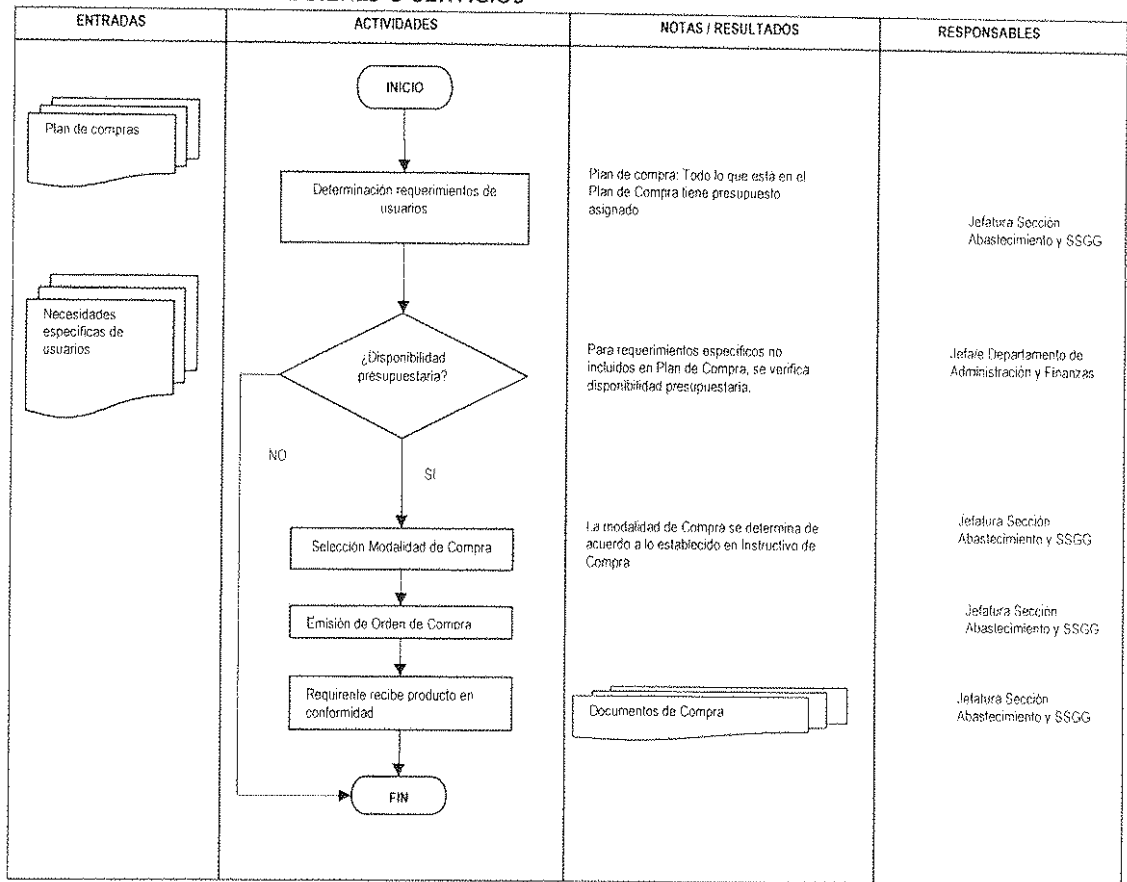 BIENES O SERVICIOS
ENTRADAS
ACTIVIDADES
NOTAS / RESULTADOS
RESPONSABLES
INICIO
Plan de compras
Determinación requerimientos de
usuarios
Plan de compra: Todo lo que está en el
Plan de Compra tiene presupuesto
asignado
Jefatura Sección
Abastecimiento y SSGG
Necesidades
especificas de
usuarios
¿Disponibilidad
presupuestaria?
Para requerimientos específicos no
incluidos en Plan de Compra, se verifica
disponibilidad presupuestaria.
Jefa/e Departamento de
Administración y Finanzas
NO
SI
Selección Modalidad de Compra
La modalidad de Compra se determina de
acuerdo a lo establecido en Instructivo de
Compra
Jefatura Sección
Abastecimiento y SSGG
Emisión de Orden de Compra
Jefatura Sección
Abastecimiento y SSGG
Requirente recibe producto en
conformidad
Documentos de Compra
Jefatura Sección
Abastecimiento y SSGG
FIN